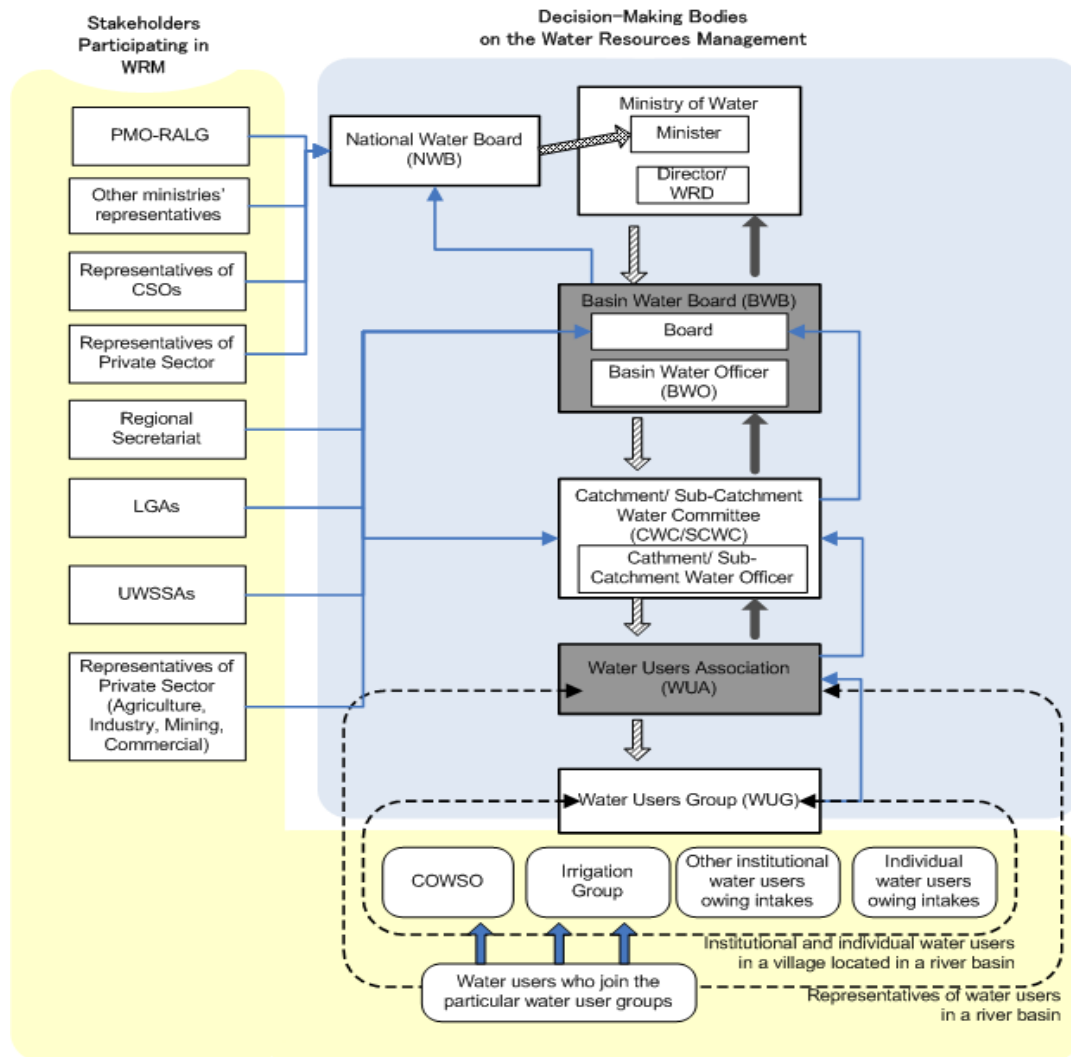 Stakeholders
Participating in
WRM
Decision-Making Bodies
on the Water Resources Management
PMO-RALG
Other ministries'
representatives
Representatives of
CSOs
Representatives of
Private Sector
Regional
Secretariat
LGAs
UWSSAs
Representatives of
Private Sector
(Agriculture,
Industry, Mining,
Commercial)
National Water Board
(NWB)
Ministry of Water
Minister
Director/
WRD
Basin Water Board (BWB)
Board
Basin Water Officer
(BWO)
Catchment/ Sub-Catchment
Water Committee
(CWC/SCWC)
Cathment/ Sub-
Catchment Water Officer
Water Users Association
(WUA)
Water Users Group (WUG)
COWSO
Irrigation
Group
Other institutional
water users
owing intakes
Individual
water users
owing intakes
Institutional and individual water users
in a village located in a river basin
Water users who join the
particular water user groups
Representatives of water users
in a river basin